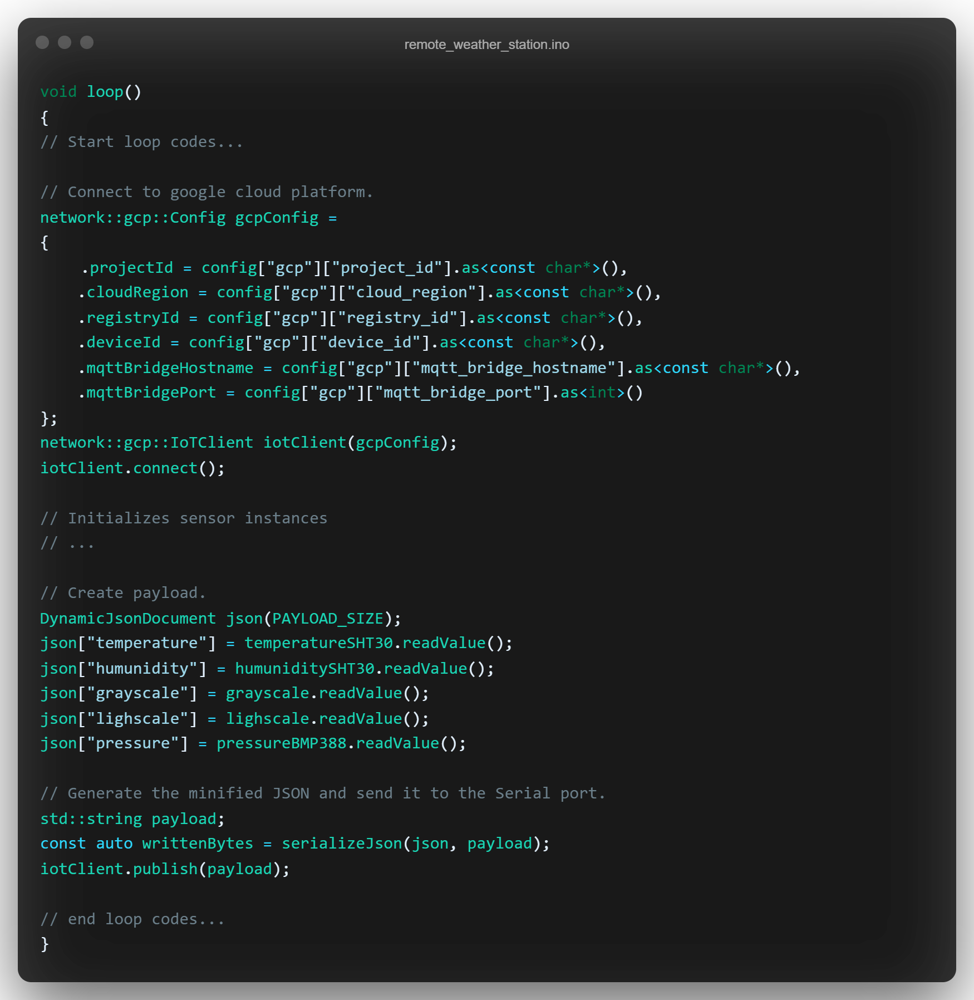 remote_weather_station.ino
void loop()
{
// Start loop codes...
// Connect to google cloud platform.
network::gcp::Config gcpConfig =
{
.projectId = config["gcp"]["project_id"].as<const char*>(),
.cloudRegion = config["gcp"]["cloud_region"].as<const char*>(),
.registryId = config["gcp"]["registry_id"].as<const char*>(),
.deviceId = config["gcp"]["device_id"].as<const char*>(),
.mqttBridgeHostname = config["gcp"]["mqtt_bridge_hostname"].as<const char*>(),
.mqttBridgePort = config["gcp"]["mqtt_bridge_port"].as<int>()
};
network::gcp::IoTClient iotClient(gcpConfig);
iotClient.connect();
// Initializes sensor instances
// ...
// Create payload.
DynamicJsonDocument json(PAYLOAD_SIZE);
json["temperature"] = temperatureSHT30.readValue();
json["humunidity"] = humuniditySHT30.readValue();
json["grayscale"] = grayscale.readValue();
json["lighscale"] = lighscale.readValue();
json["pressure"] = pressureBMP388.readValue();
// Generate the minified JSON and send it to the Serial port.
std::string payload;
const auto writtenBytes = serializeJson(json, payload);
iotClient.publish(payload);
// end loop codes...
}